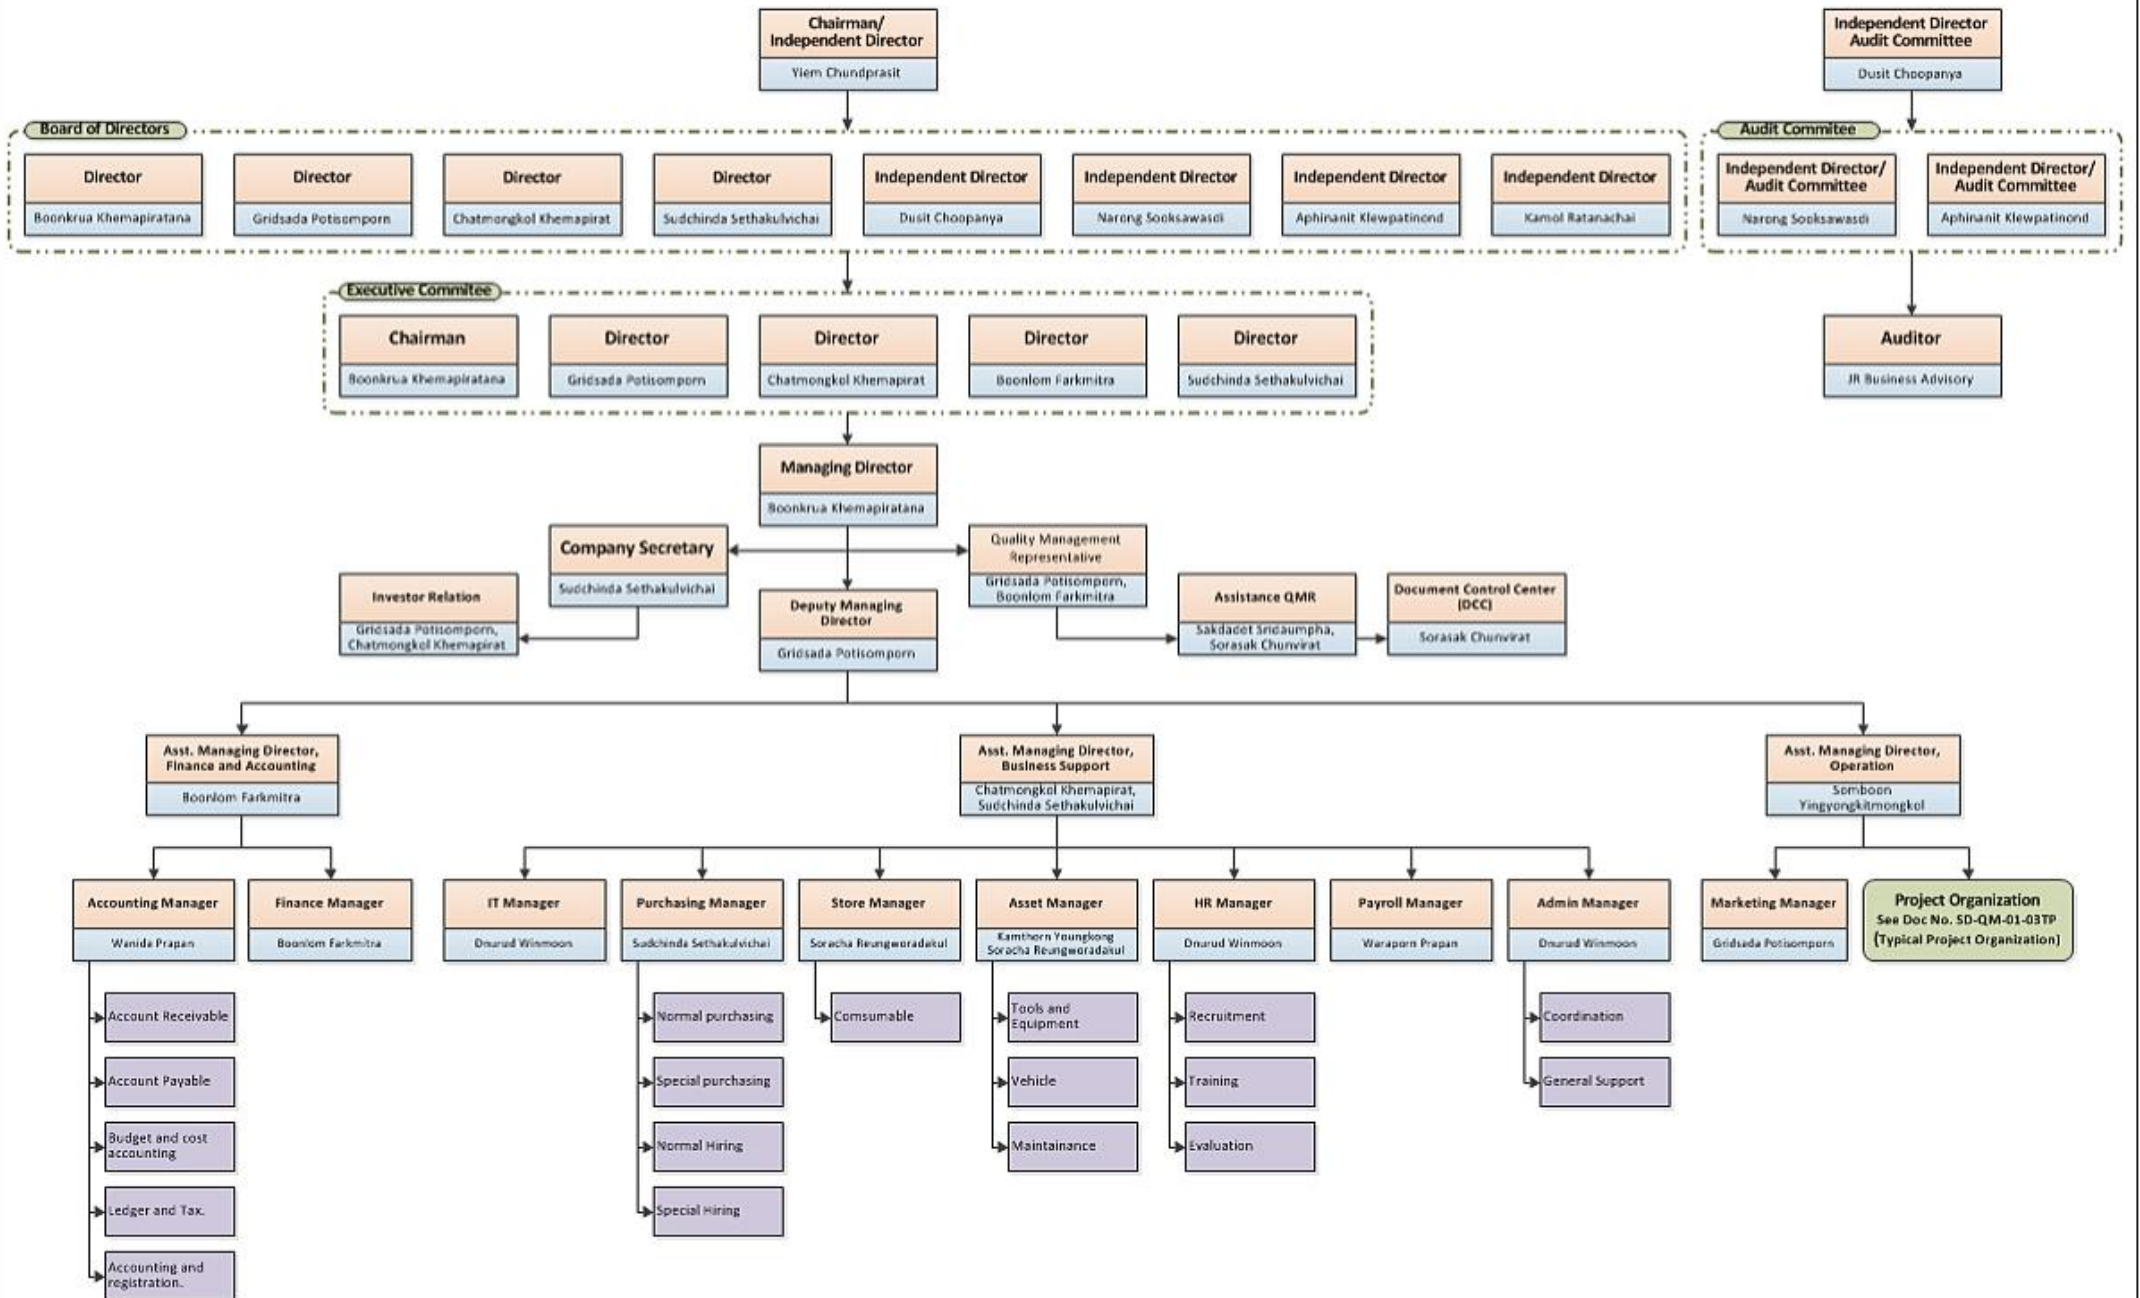 Chairman/
Independent Director
Yiem Chundprasit
Independent Director
Audit Committee
Dusit Choopanya
Board of Directors
Director
Boonkrua Khemapiratana
Director
Gridsada Potisomporn
Director
Chatmongkol Khemapirat
Director
Sudchinda Sethakulvichai
Independent Director
Dusit Choopanya
Independent Director
Narong Sooksawasdi
Independent Director
Aphinanit Klewpatinond
Independent Director
Kamol Ratanachai
Audit Commitee
Independent Director/
Audit Committee
Narong Sooksawasdi
Independent Director/
Audit Committee
Aphinanit Klewpatinond
Executive Commitee
Chairman
Boonkrua Khemapiratana
Director
Gridsada Potisomporn
Director
Chatmongkol Khemapirat
Director
Boonlom Farkmitra
Director
Sudchinda Sethakulvichai
Auditor
JR Business Advisory
Managing Director
Boonkrua Khemapiratana
Company Secretary
Sudchinda Sethakulvichai
Quality Management
Representative
Gridsada Potisomporn,
Boonlom Farkmitra
Investor Relation
Gridsada Potisomporn,
Chatmongkol Khemapirat
Deputy Managing
Director
Gridsada Potisomporn
Assistance QMR
Sakdadet Sridaumpha,
Sorasak Chunvirat
Document Control Center
(DCC)
Sorasak Chunvirat
Asst. Managing Director,
Finance and Accounting
Boonlom Farkmitra
Asst. Managing Director,
Business Support
Chatmongkol Khemapirat,
Sudchinda Sethakulvichai
Asst. Managing Director,
Operation
Somboon
Yingyongkitmongkol
Accounting Manager
Wanida Prapan
Finance Manager
Boonlom Farkmitra
IT Manager
Dnurud Winmoon
Purchasing Manager
Sudchinda Sethakulvichai
Store Manager
Soracha Reungworadakul
Asset Manager
Kamthorn Youngkong
Soracha Reungworadakul
HR Manager
Dnurud Winmoon
Payroll Manager
Waraporn Prapan
Admin Manager
Dnurud Winmoon
Marketing Manager
Gridsada Potisomporn
Project Organization
See Doc No. SD-QM-01-03TP
(Typical Project Organization)
Account Receivable
Account Payable
Budget and cost
accounting
Ledger and Tax.
Accounting and
registration.
Normal purchasing
Special purchasing
Normal Hiring
Special Hiring
Comsumable
Tools and
Equipment
Vehicle
Maintainance
Recruitment
Training
Evaluation
Coordination
General Support